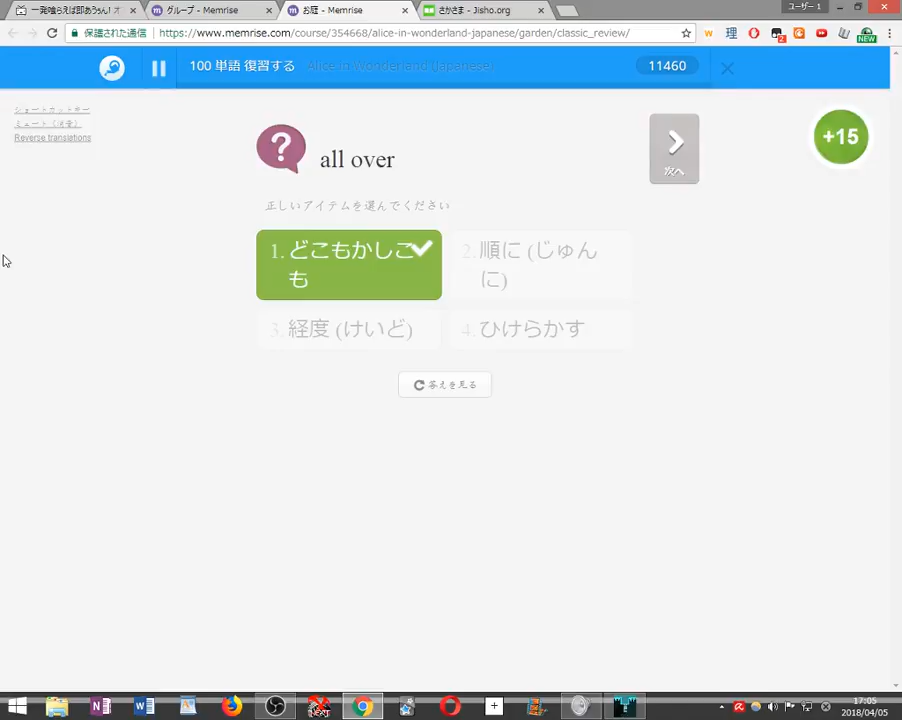 一発喰らえば即あうん! オ
グループ - Memrise
お庭 - Memrise
さかさま - Jisho.org
ユーザー 1
保護された通信
https://www.memrise.com/course/354668/alice-in-wonderland-japanese/garden/classic_review/
100 単語 復習する
Alice in Wonderland (Japanese)
11460
ショートカットキー
ミュート (消音)
Reverse translations
all over
次へ
+15
正しいアイテムを選んでください
1. どこもかしこ
も
2. 順に (じゅん
に)
3. 経度 (けいど)
4. ひけらかす
答えを見る
17:05
2018/04/05